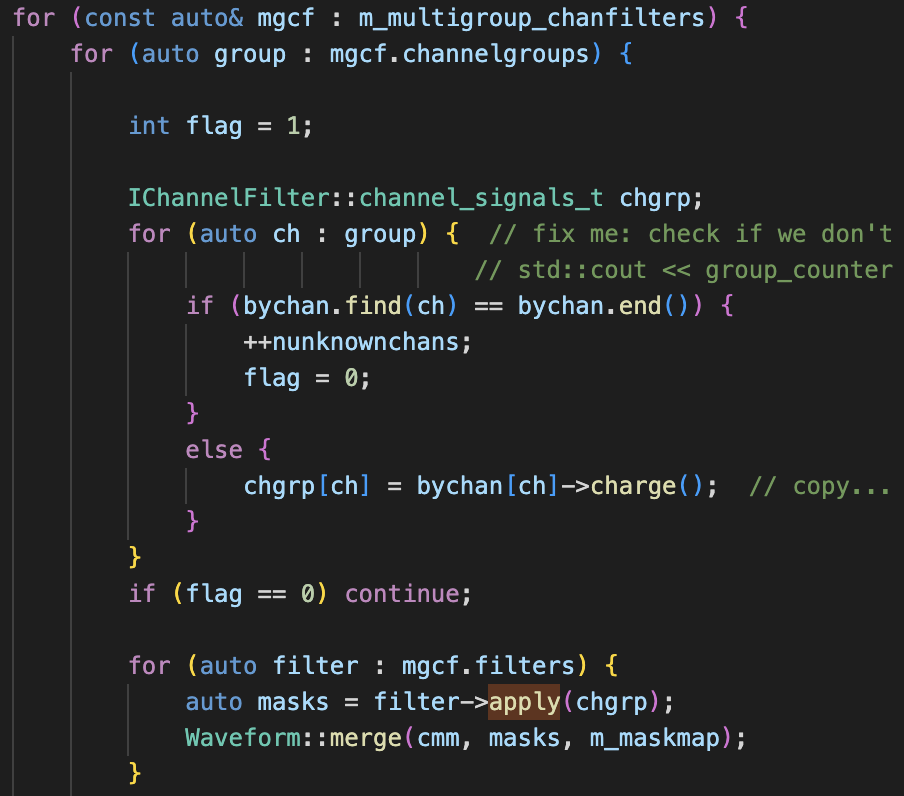 for (const auto& mgcf : m_multigroup_chanfilters) {
    for (auto group : mgcf.channelgroups) {

        int flag = 1;

        IChannelFilter::channel_signals_t chgrp;
        for (auto ch : group) {  // fix me: check if we don't
                                // std::cout << group_counter
            if (bychan.find(ch) == bychan.end()) {
                ++nunknownchans;
                flag = 0;
            }
            else {
                chgrp[ch] = bychan[ch]->charge();  // copy...
            }
        }
        if (flag == 0) continue;

        for (auto filter : mgcf.filters) {
            auto masks = filter->apply(chgrp);
            Waveform::merge(cmm, masks, m_maskmap);
        }